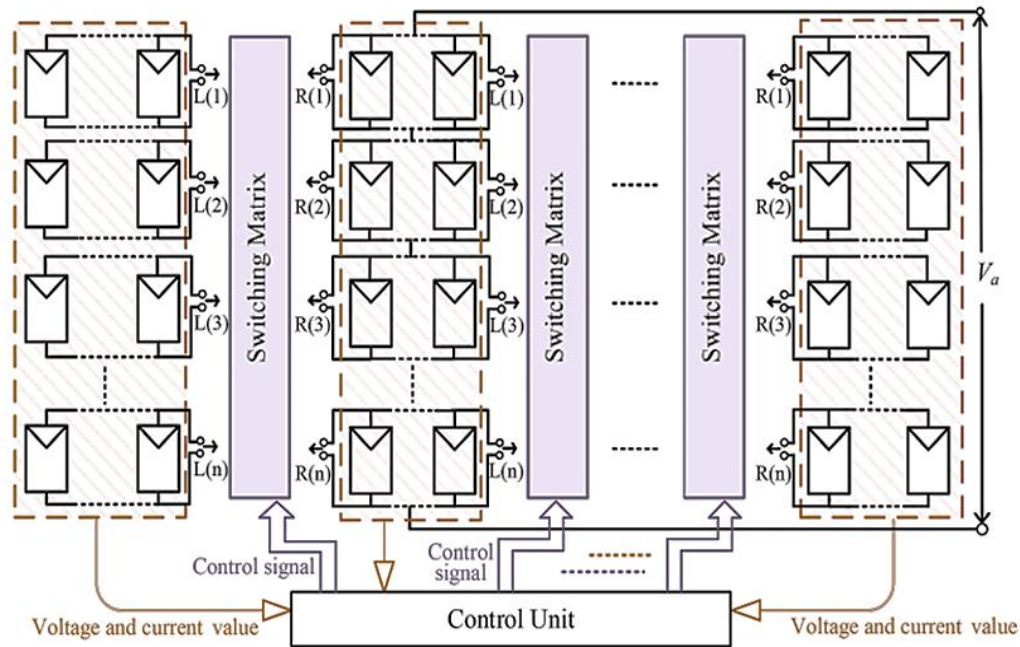 L(1)
R(1)
L(1)
R(1)
L(2)
R(2)
L(2)
R(2)
L(3)
R(3)
L(3)
R(3)
L(n)
R(n)
L(n)
R(n)
Switching Matrix
Switching Matrix
Switching Matrix
Va
Control signal
Control
signal
Voltage and current value
Control Unit
Voltage and current value